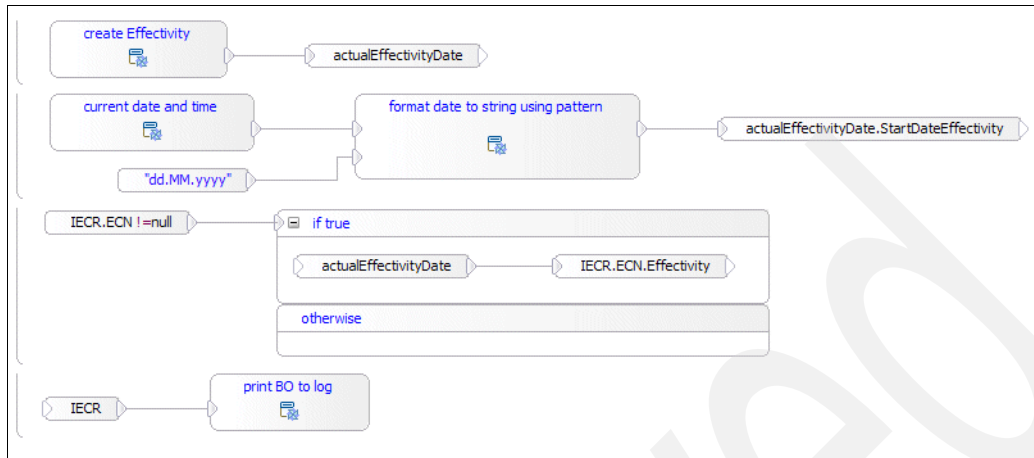 create Effectivity
actualEffectivityDate
current date and time
format date to string using pattern
actualEffectivityDate.StartDateEffectivity
"dd.MM.yyyy"
IECR.ECN !=null
if true
actualEffectivityDate
IECR.ECN.Effectivity
otherwise
print BO to log
IECR